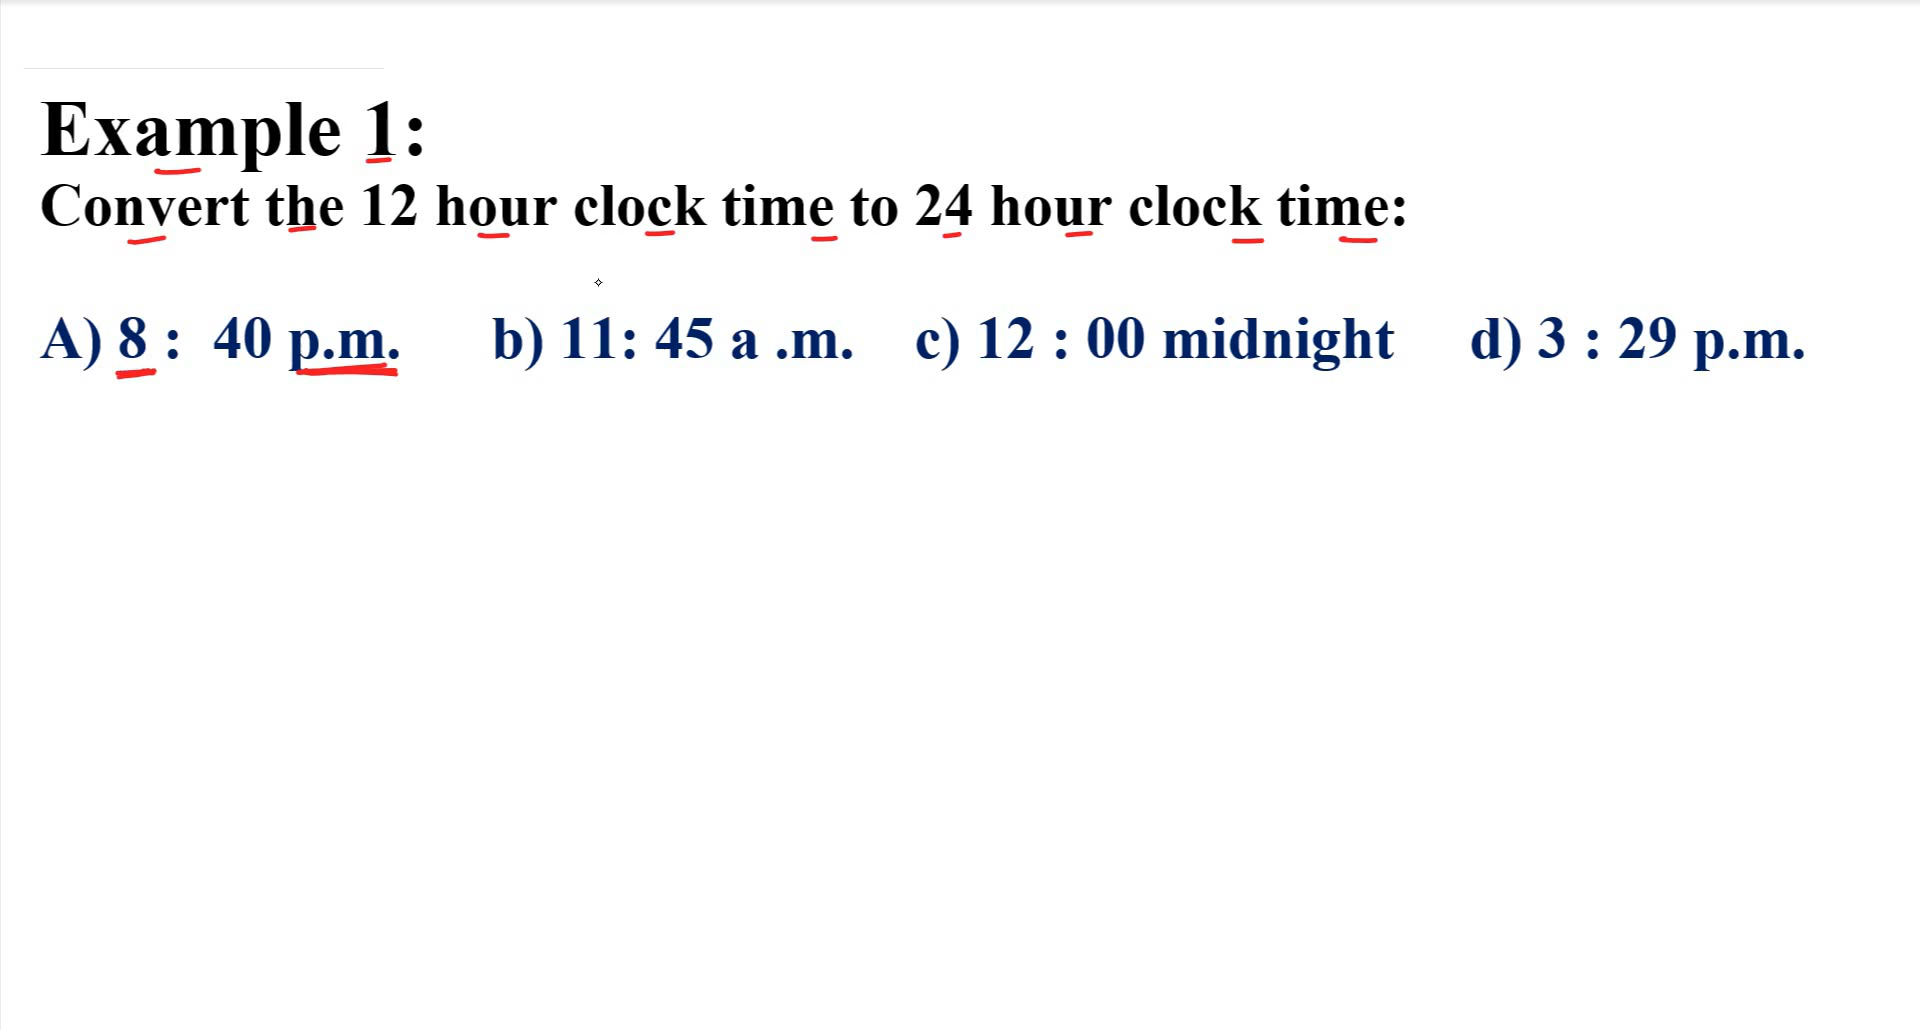 Example 1:
Convert the 12 hour clock time to 24 hour clock time:
A) 8 :  40 p.m.     b) 11: 45 a .m.    c) 12 : 00 midnight     d) 3 : 29 p.m.